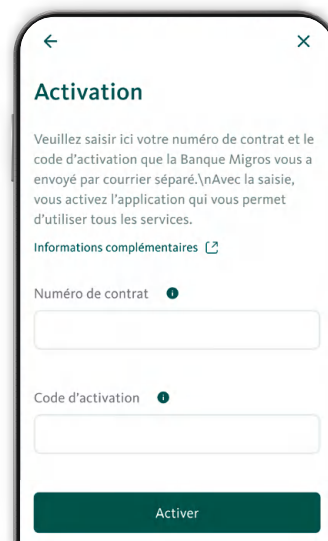 Activation
Veuillez saisir ici votre numéro de contrat et le
code d'activation que la Banque Migros vous a
envoyé par courrier séparé.\nAvec la saisie,
vous activez l'application qui vous permet
d'utiliser tous les services.
Informations complémentaires
Numéro de contrat
Code d'activation
Activer